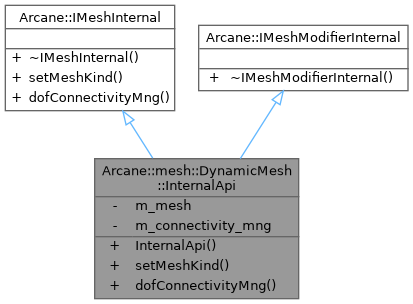 Arcane::IMeshInternal
+ ~IMeshInternal()
+ setMeshKind()
+ dofConnectivityMng()
Arcane::IMeshModifierInternal
+ ~IMeshModifierInternal()
Arcane::mesh::DynamicMesh
::InternalApi
- m_mesh
- m_connectivity_mng
+ InternalApi()
+ setMeshKind()
+ dofConnectivityMng()